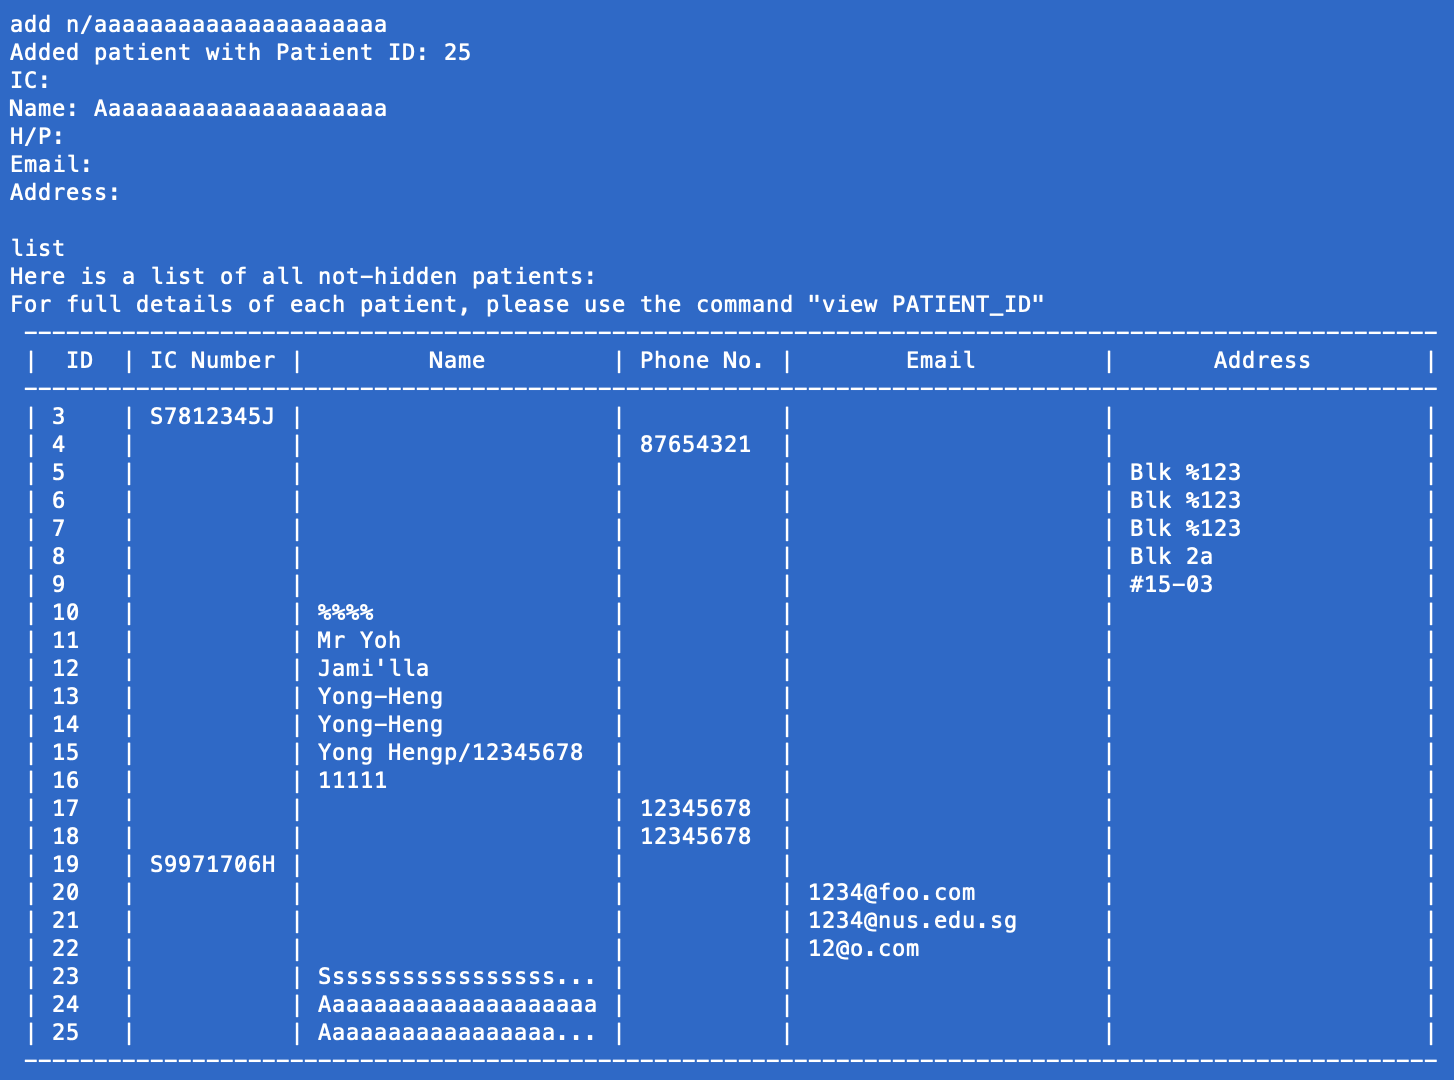 add n/aaaaaaaaaaaaaaaaaaaaa
Added patient with Patient ID: 25
IC:
Name: Aaaaaaaaaaaaaaaaaaaaa
H/P:
Email:
Address:
list
Here is a list of all not-hidden patients:
For full details of each patient, please use the command "view PATIENT_ID"
-----------------------------------------------------------------------------------------------------
| ID | IC Number | Name | Phone No. | Email | Address |
-----------------------------------------------------------------------------------------------------
| 3 | S7812345J | | | | |
| 4 | | | 87654321 | | |
| 5 | | | | | Blk %123 |
| 6 | | | | | Blk %123 |
| 7 | | | | | Blk %123 |
| 8 | | | | | Blk 2a |
| 9 | | | | | #15-03 |
| 10 | | %%%% | | | |
| 11 | | Mr Yoh | | | |
| 12 | | Jami'lla | | | |
| 13 | | Yong-Heng | | | |
| 14 | | Yong-Heng | | | |
| 15 | | Yong Hengp/12345678 | | | |
| 16 | | 11111 | | | |
| 17 | | | 12345678 | | |
| 18 | | | 12345678 | | |
| 19 | S9971706H | | | | |
| 20 | | | | 1234@foo.com | |
| 21 | | | | 1234@nus.edu.sg | |
| 22 | | | | 12@o.com | |
| 23 | | Sssssssssssssssss... | | | |
| 24 | | Aaaaaaaaaaaaaaaaaaaa | | | |
| 25 | | Aaaaaaaaaaaaaaaaa... | | | |
-----------------------------------------------------------------------------------------------------